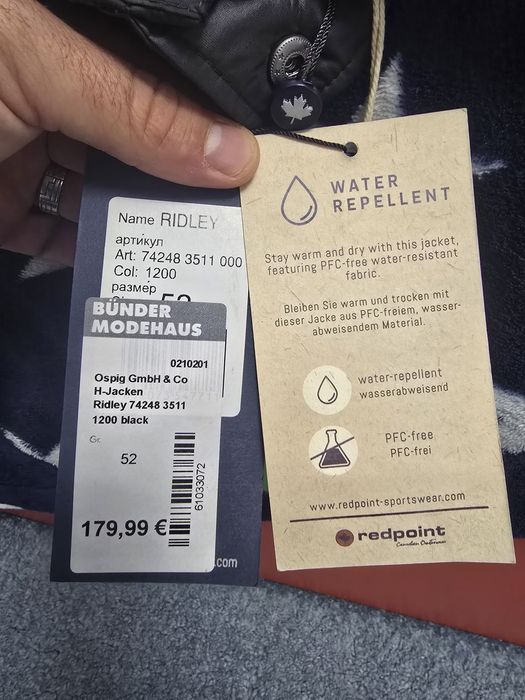 Name RIDLEY
артикул
Art: 74248 3511 000
Col: 1200
размер
52
BÜNDER
MODEHAUS
0210201
Ospig GmbH & Co
H-Jacken
Ridley 74248 3511
1200 black
Gr.
52
61033072
179,99 €
.com
WATER
REPELLENT
Stay warm and dry with this jacket,
featuring PFC-free water-resistant
fabric.
Bleiben Sie warm und trocken mit
dieser Jacke aus PFC-freiem, wasser-
abweisendem Material.
water-repellent
wasserabweisend
PFC-free
PFC-frei
www.redpoint-sportswear.com
redpoint
Canadian Outerwear